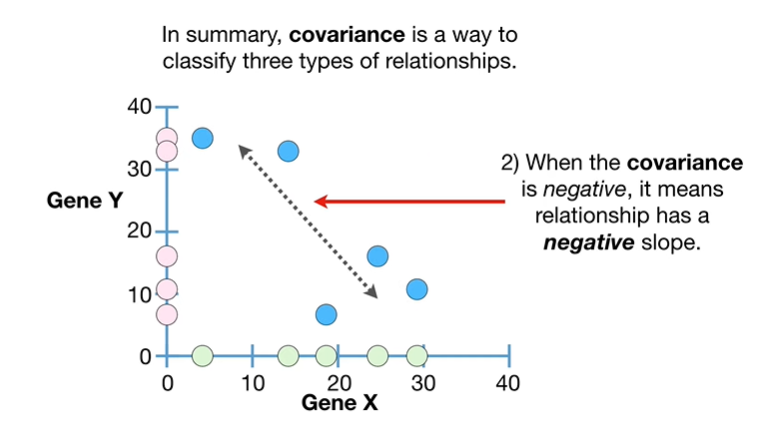 In summary, covariance is a way to
classify three types of relationships.
40
30
Gene Y
20
10
0
2) When the covariance
is negative, it means
relationship has a
negative slope.
0 10 20 30 40
Gene X